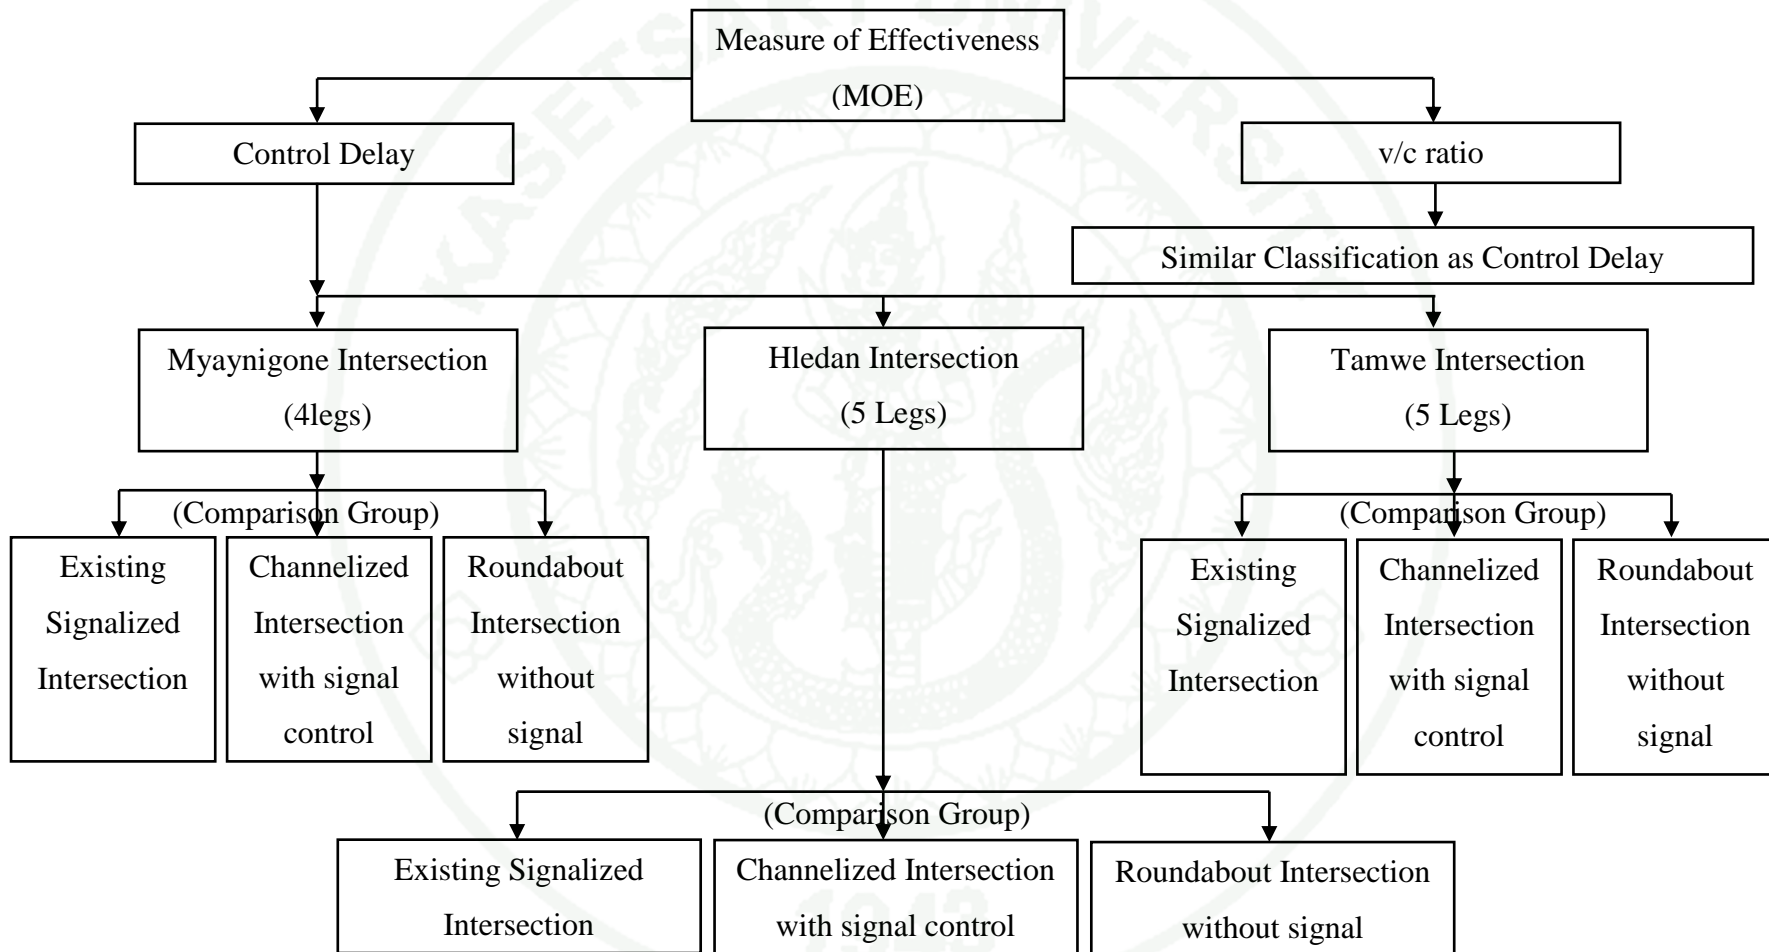 KASETSART UNIVERSITY
Measure of Effectiveness
(MOE)
Control Delay
v/c ratio
Similar Classification as Control Delay
Myaynigone Intersection
(4legs)
Hledan Intersection
(5 Legs)
Tamwe Intersection
(5 Legs)
(Comparison Group)
Existing
Signalized
Intersection
Channelized
Intersection
with signal
control
Roundabout
Intersection
without
signal
(Comparison Group)
Existing
Signalized
Intersection
Channelized
Intersection
with signal
control
Roundabout
Intersection
without
signal
(Comparison Group)
Existing Signalized
Intersection
Channelized Intersection
with signal control
Roundabout Intersection
without signal
1943